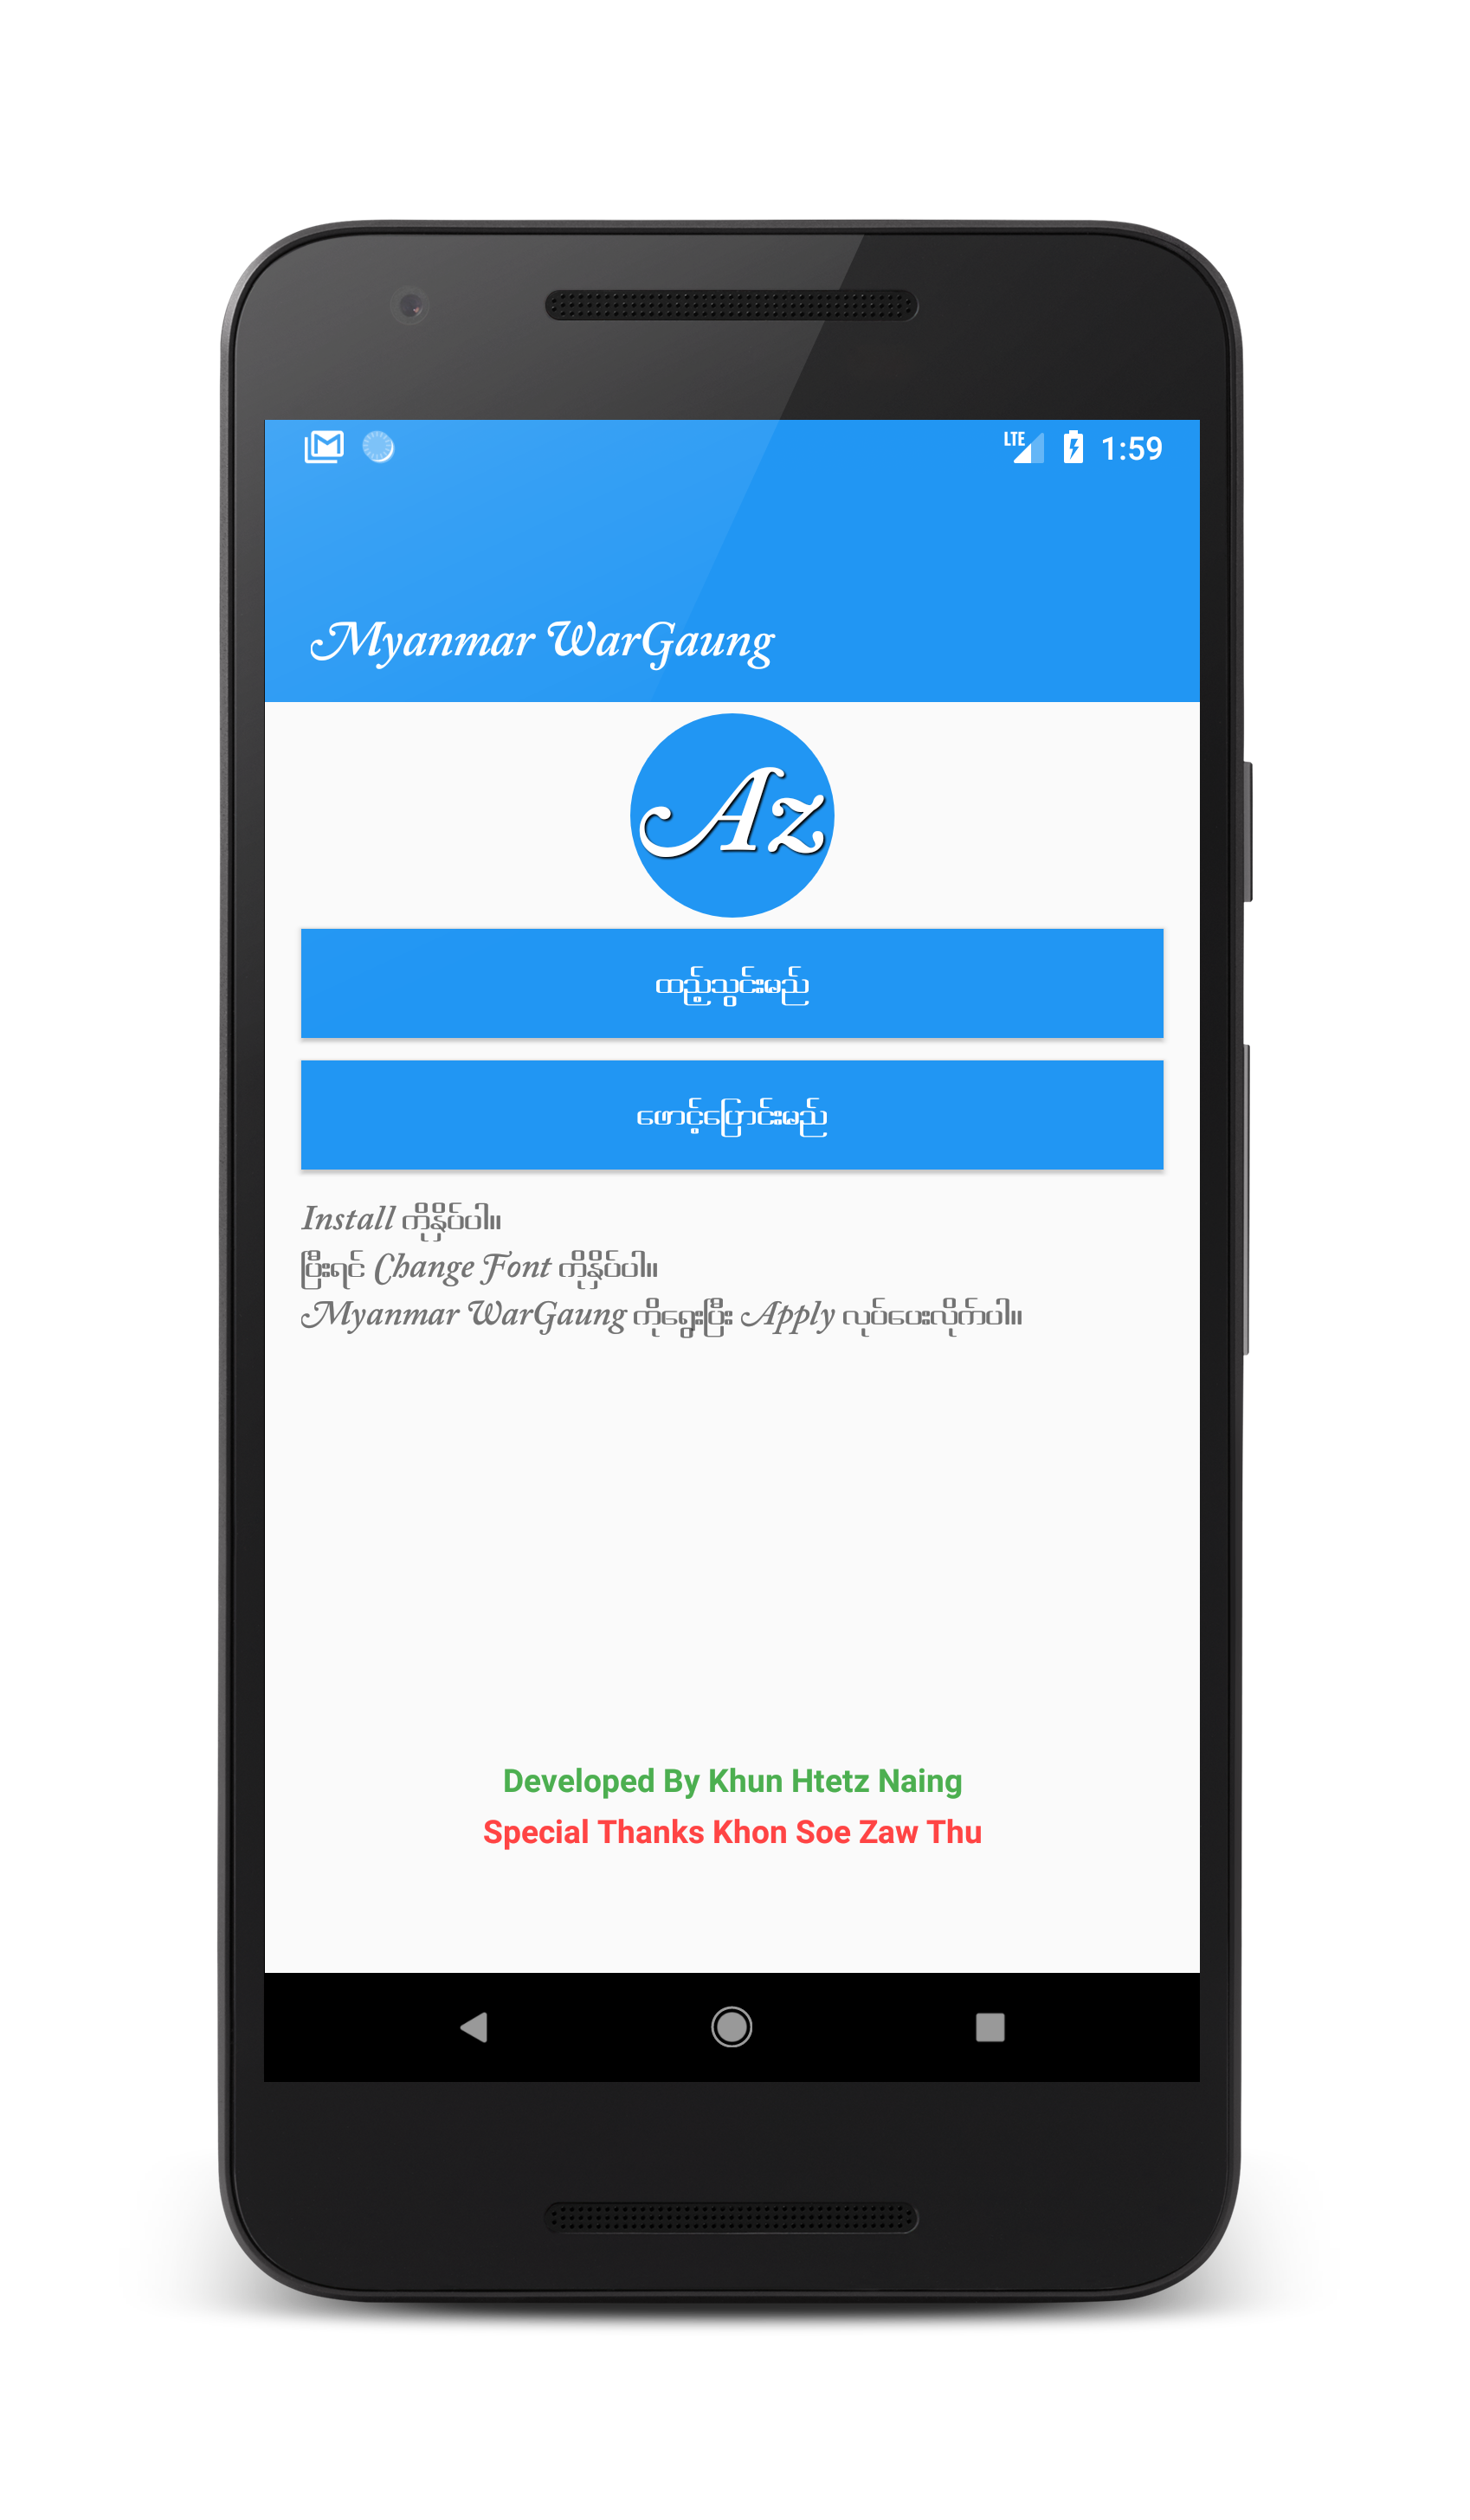 LTE 1:59
Myanmar WarGaung
Az
ထည့်သွင်းမည်
ဖောင့်ပြောင်းမည်
Install ကိုနှိပ်ပါ။
ပြီးရင် Change Font ကိုနှိပ်ပါ။
Myanmar WarGaung ကိုရွေးပြီး Apply လုပ်ပေးလိုက်ပါ။
Developed By Khun Htetz Naing
Special Thanks Khon Soe Zaw Thu